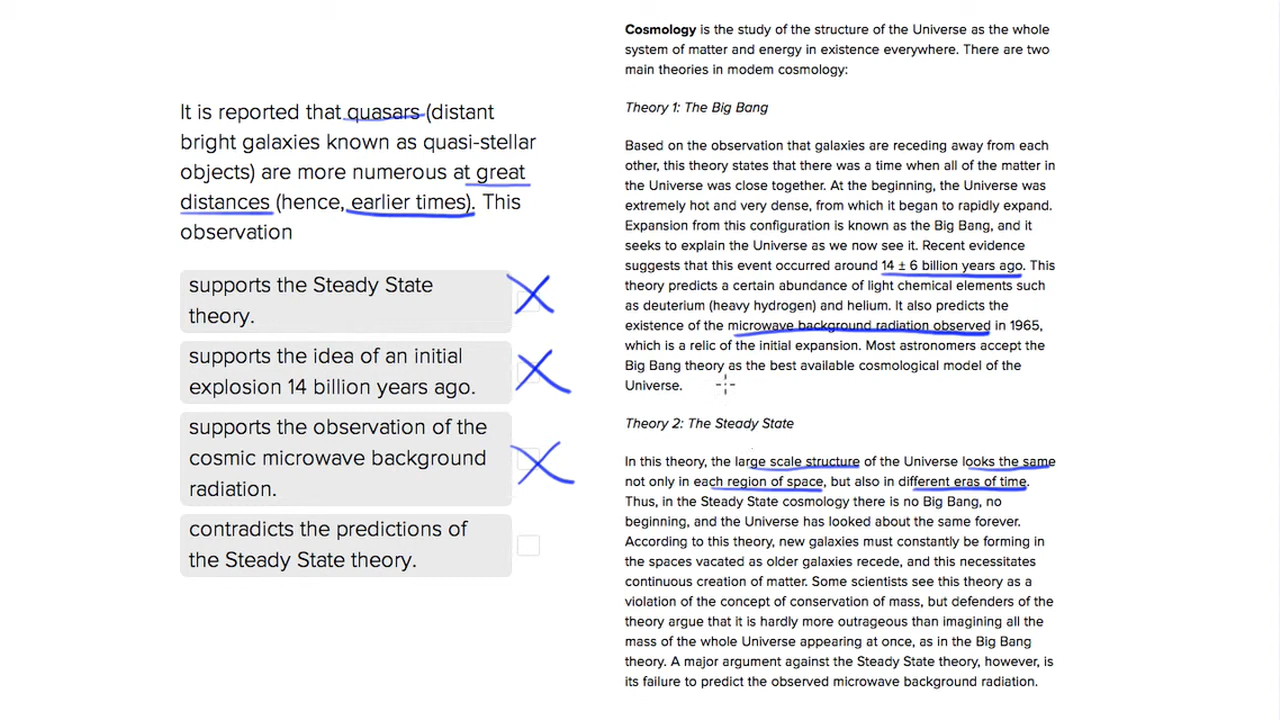 It is reported that quasars (distant
bright galaxies known as quasi-stellar
objects) are more numerous at great
distances (hence, earlier times). This
observation
supports the Steady State
theory.
supports the idea of an initial
explosion 14 billion years ago.
supports the observation of the
cosmic microwave background
radiation.
contradicts the predictions of
the Steady State theory.
Cosmology is the study of the structure of the Universe as the whole
system of matter and energy in existence everywhere. There are two
main theories in modem cosmology:
Theory 1: The Big Bang
Based on the observation that galaxies are receding away from each
other, this theory states that there was a time when all of the matter in
the Universe was close together. At the beginning, the Universe was
extremely hot and very dense, from which it began to rapidly expand.
Expansion from this configuration is known as the Big Bang, and it
seeks to explain the Universe as we now see it. Recent evidence
suggests that this event occurred around 14 ± 6 billion years ago. This
theory predicts a certain abundance of light chemical elements such
as deuterium (heavy hydrogen) and helium. It also predicts the
existence of the microwave background radiation observed in 1965,
which is a relic of the initial expansion. Most astronomers accept the
Big Bang theory as the best available cosmological model of the
Universe.
Theory 2: The Steady State
In this theory, the large scale structure of the Universe looks the same
not only in each region of space, but also in different eras of time.
Thus, in the Steady State cosmology there is no Big Bang, no
beginning, and the Universe has looked about the same forever.
According to this theory, new galaxies must constantly be forming in
the spaces vacated as older galaxies recede, and this necessitates
continuous creation of matter. Some scientists see this theory as a
violation of the concept of conservation of mass, but defenders of the
theory argue that it is hardly more outrageous than imagining all the
mass of the whole Universe appearing at once, as in the Big Bang
theory. A major argument against the Steady State theory, however, is
its failure to predict the observed microwave background radiation.